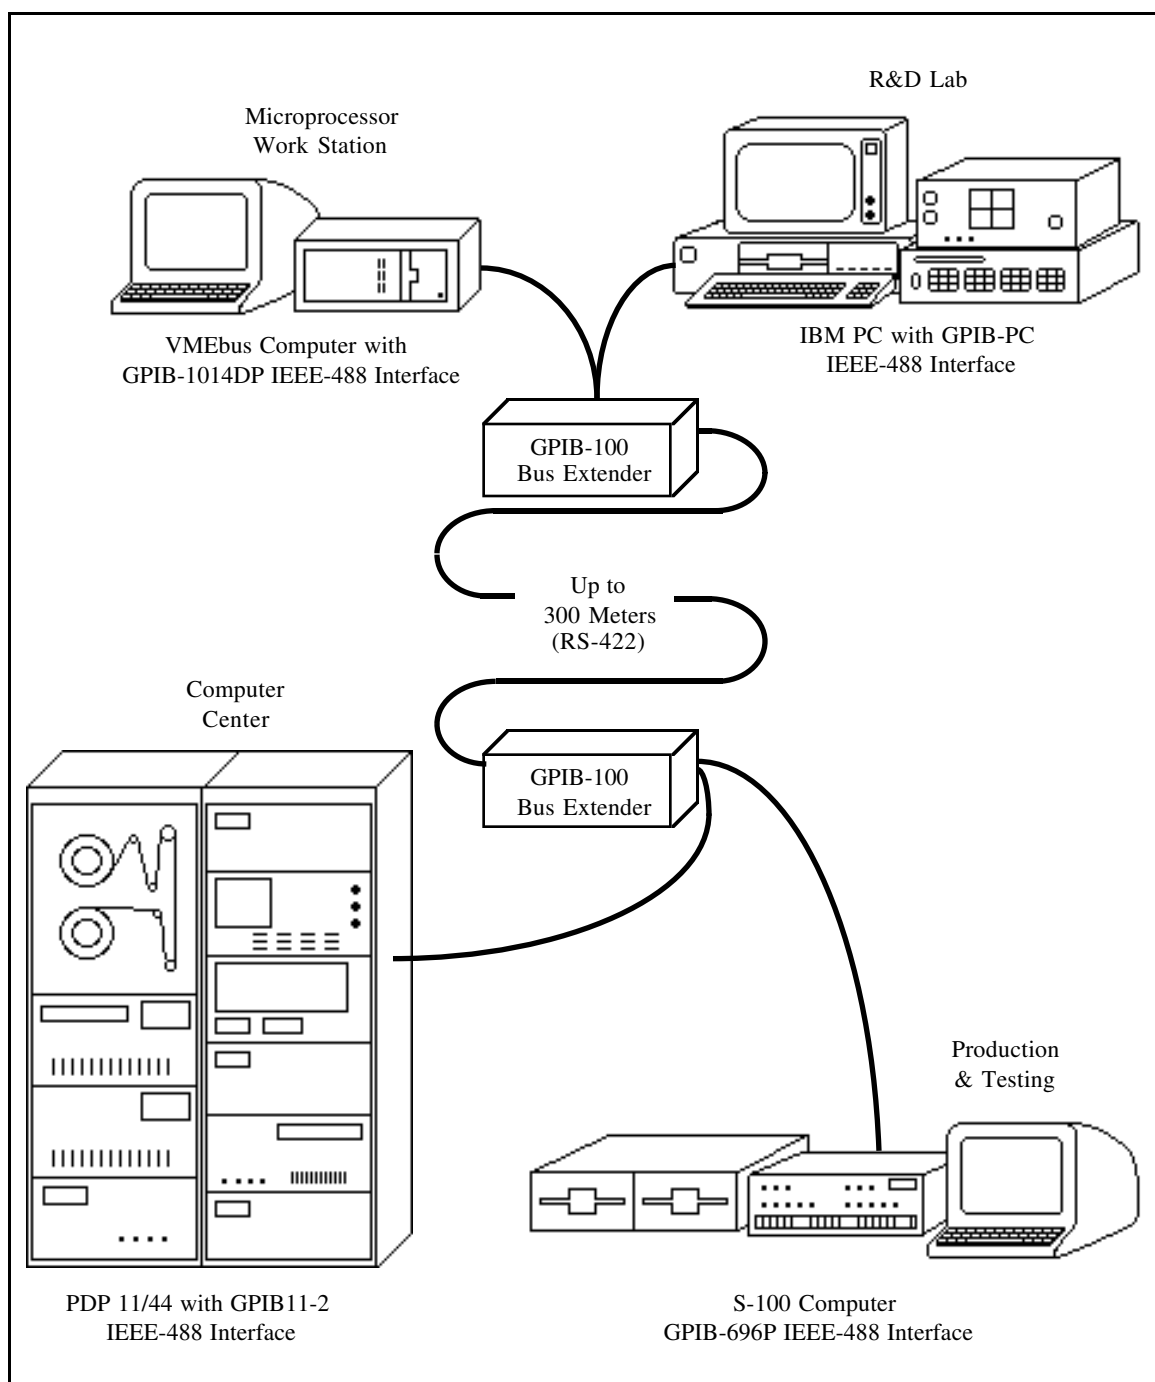 R&D Lab
Microprocessor
Work Station
VMEbus Computer with
GPIB-1014DP IEEE-488 Interface
IBM PC with GPIB-PC
IEEE-488 Interface
GPIB-100
Bus Extender
Up to
300 Meters
(RS-422)
Computer
Center
GPIB-100
Bus Extender
Production
& Testing
PDP 11/44 with GPIB11-2
IEEE-488 Interface
S-100 Computer
GPIB-696P IEEE-488 Interface